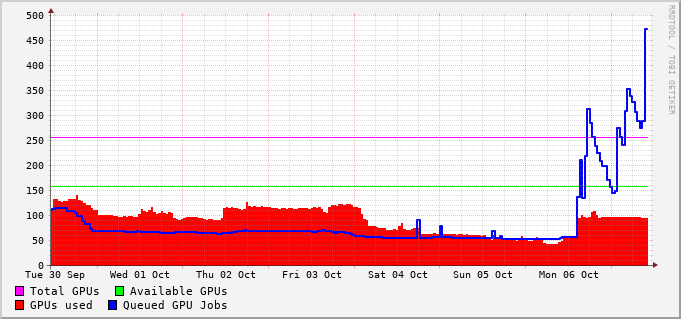 500
450
400
350
300
250
200
150
100
50
0
Tue 30 Sep Wed 01 Oct Thu 02 Oct Fri 03 Oct Sat 04 Oct Sun 05 Oct Mon 06 Oct
Total GPUs Available GPUs
GPUs used Queued GPU Jobs
RRDTOOL / TOBI OETIKER